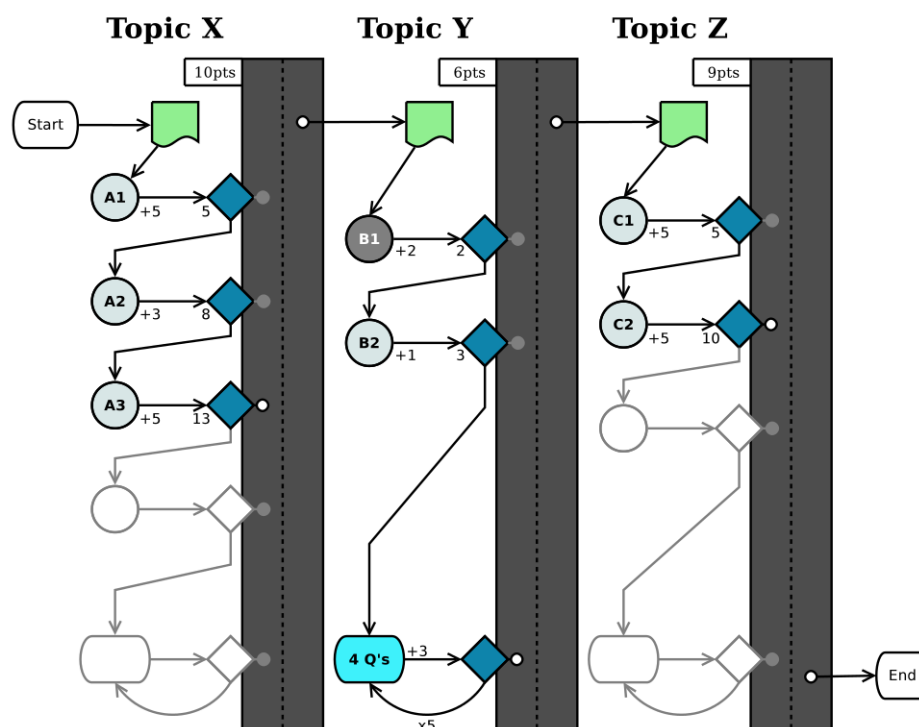 Topic X
Topic Y
Topic Z
10pts
6pts
9pts
Start
A1
+5
5
B1
+2
2
C1
+5
5
A2
+3
8
B2
+1
3
C2
+5
10
A3
+5
13
4 Q's
+3
x5
End